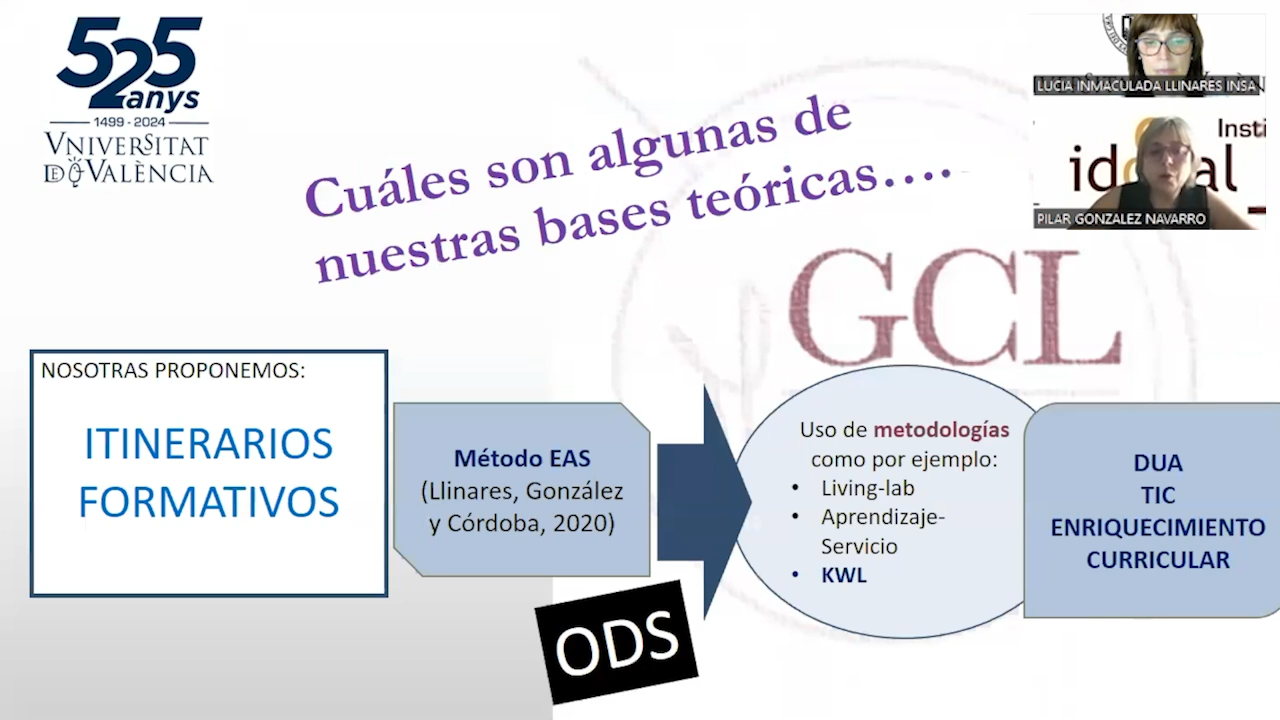 525
anys
1499 - 2024
VNIVERSITAT
DE VALÈNCIA
LUCIA INMACULADA LLINARES INSA
Insti
PILAR GONZALEZ NAVARRO
Cuáles son algunas de
nuestras bases teóricas….
GCL
NOSOTRAS PROPONEMOS:
ITINERARIOS
FORMATIVOS
Método EAS
(Llinares, González
y Córdoba, 2020)
ODS
Uso de metodologías
como por ejemplo:
• Living-lab
• Aprendizaje-
Servicio
• KWL
DUA
TIC
ENRIQUECIMIENTO
CURRICULAR